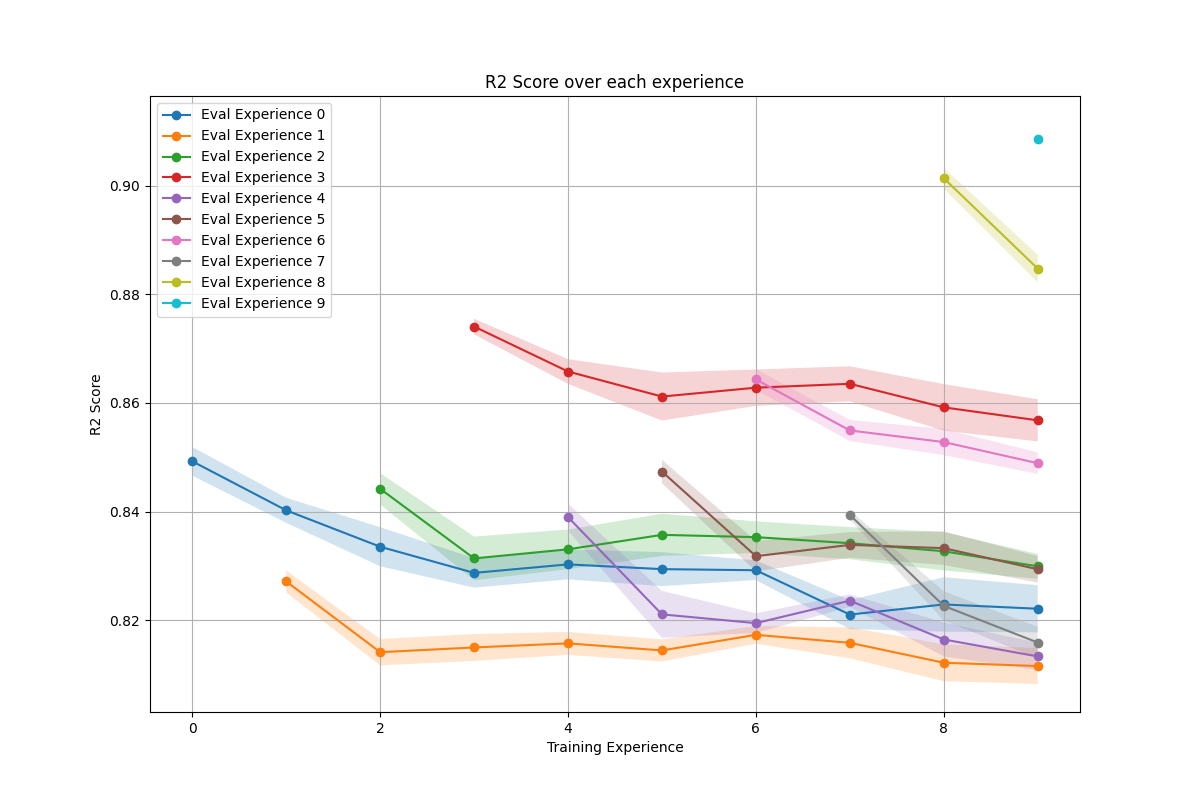 R2 Score over each experience
Eval Experience 0
Eval Experience 1
Eval Experience 2
Eval Experience 3
Eval Experience 4
Eval Experience 5
Eval Experience 6
Eval Experience 7
Eval Experience 8
Eval Experience 9
R2 Score
0.90
0.88
0.86
0.84
0.82
0 2 4 6 8
Training Experience